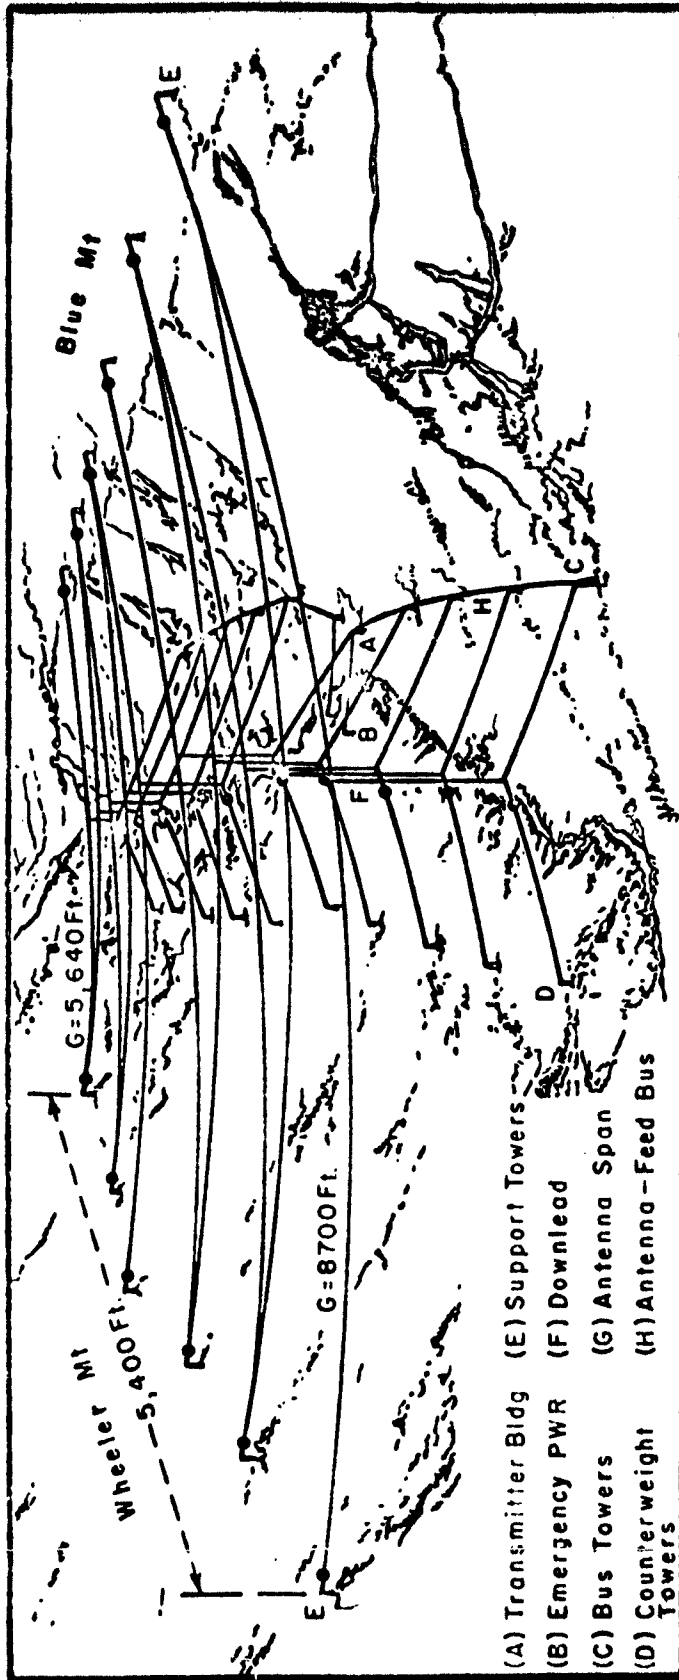 Wheeler Mt
5,400 Ft.
G=5,640 Ft.
Blue Mt
E
G=8700 Ft.
E
F
B
A
H
C
D
(A) Transmitter Bldg
(B) Emergency PWR
(C) Bus Towers
(D) Counterweight
Towers
(E) Support Towers
(F) Downlead
(G) Antenna Span
(H) Antenna-Feed Bus